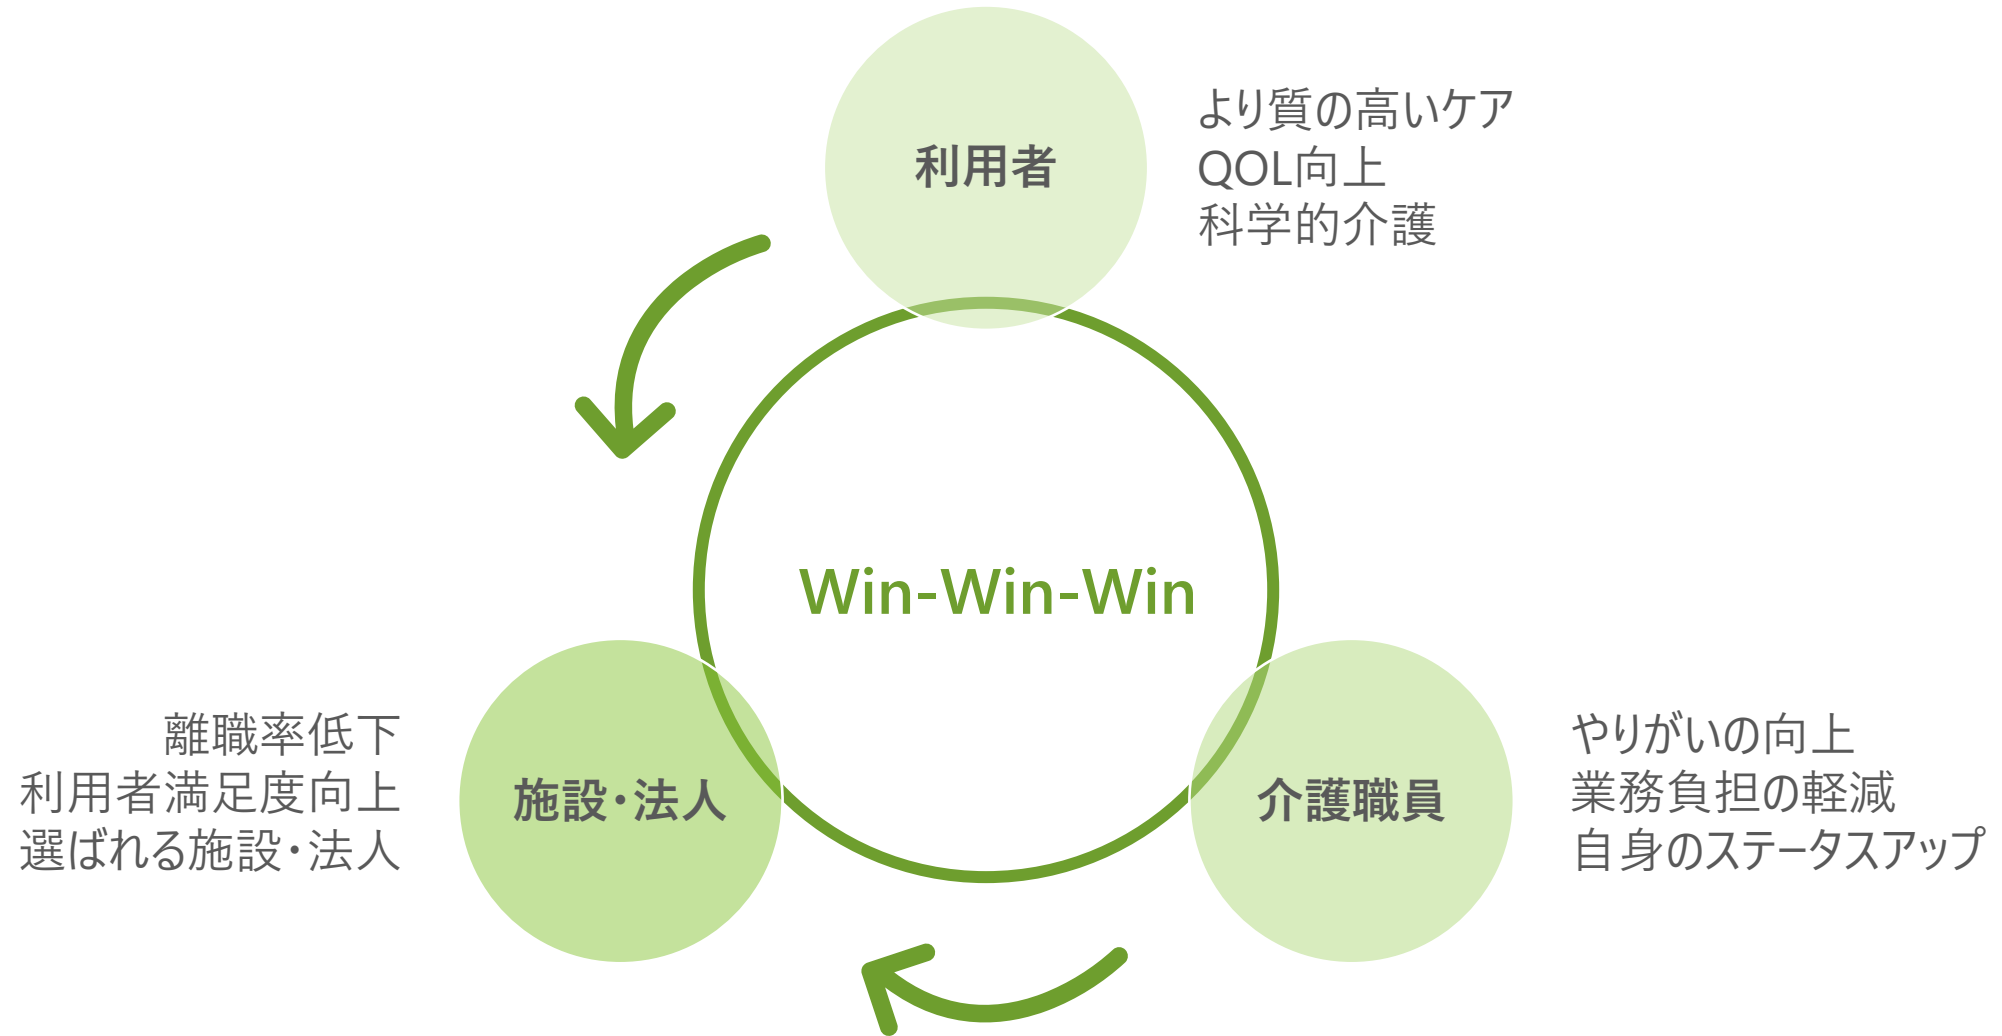 利用者
より質の高いケア
QOL向上
科学的介護
Win-Win-Win
離職率低下
利用者満足度向上
選ばれる施設・法人
施設・法人
介護職員
やりがいの向上
業務負担の軽減
自身のステータスアップ